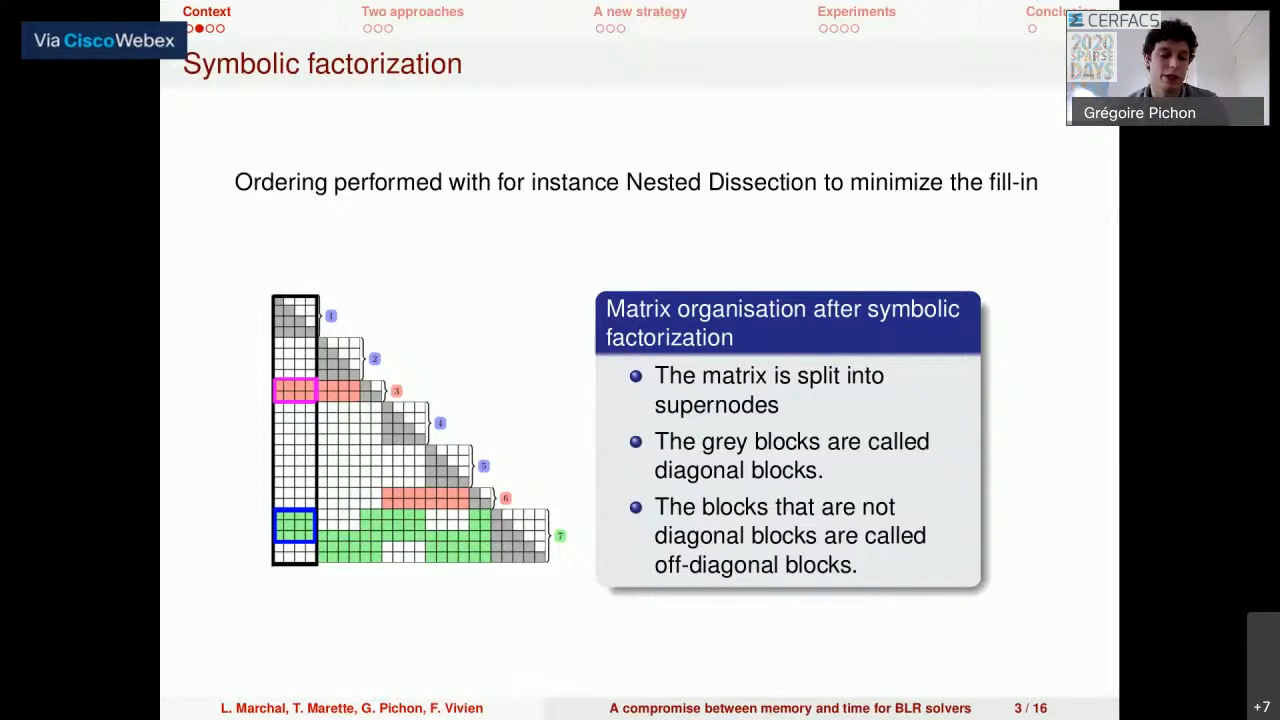 Context
Two approaches
A new strategy
Experiments
Via Cisco Webex
CERFACS
2020
SPARSE
DAYS
Grégoire Pichon
Symbolic factorization
Ordering performed with for instance Nested Dissection to minimize the fill-in
1
2
3
4
5
6
7
Matrix organisation after symbolic
factorization
The matrix is split into
supernodes
The grey blocks are called
diagonal blocks.
The blocks that are not
diagonal blocks are called
off-diagonal blocks.
L. Marchal, T. Marette, G. Pichon, F. Vivien
A compromise between memory and time for BLR solvers
3 / 16
+7